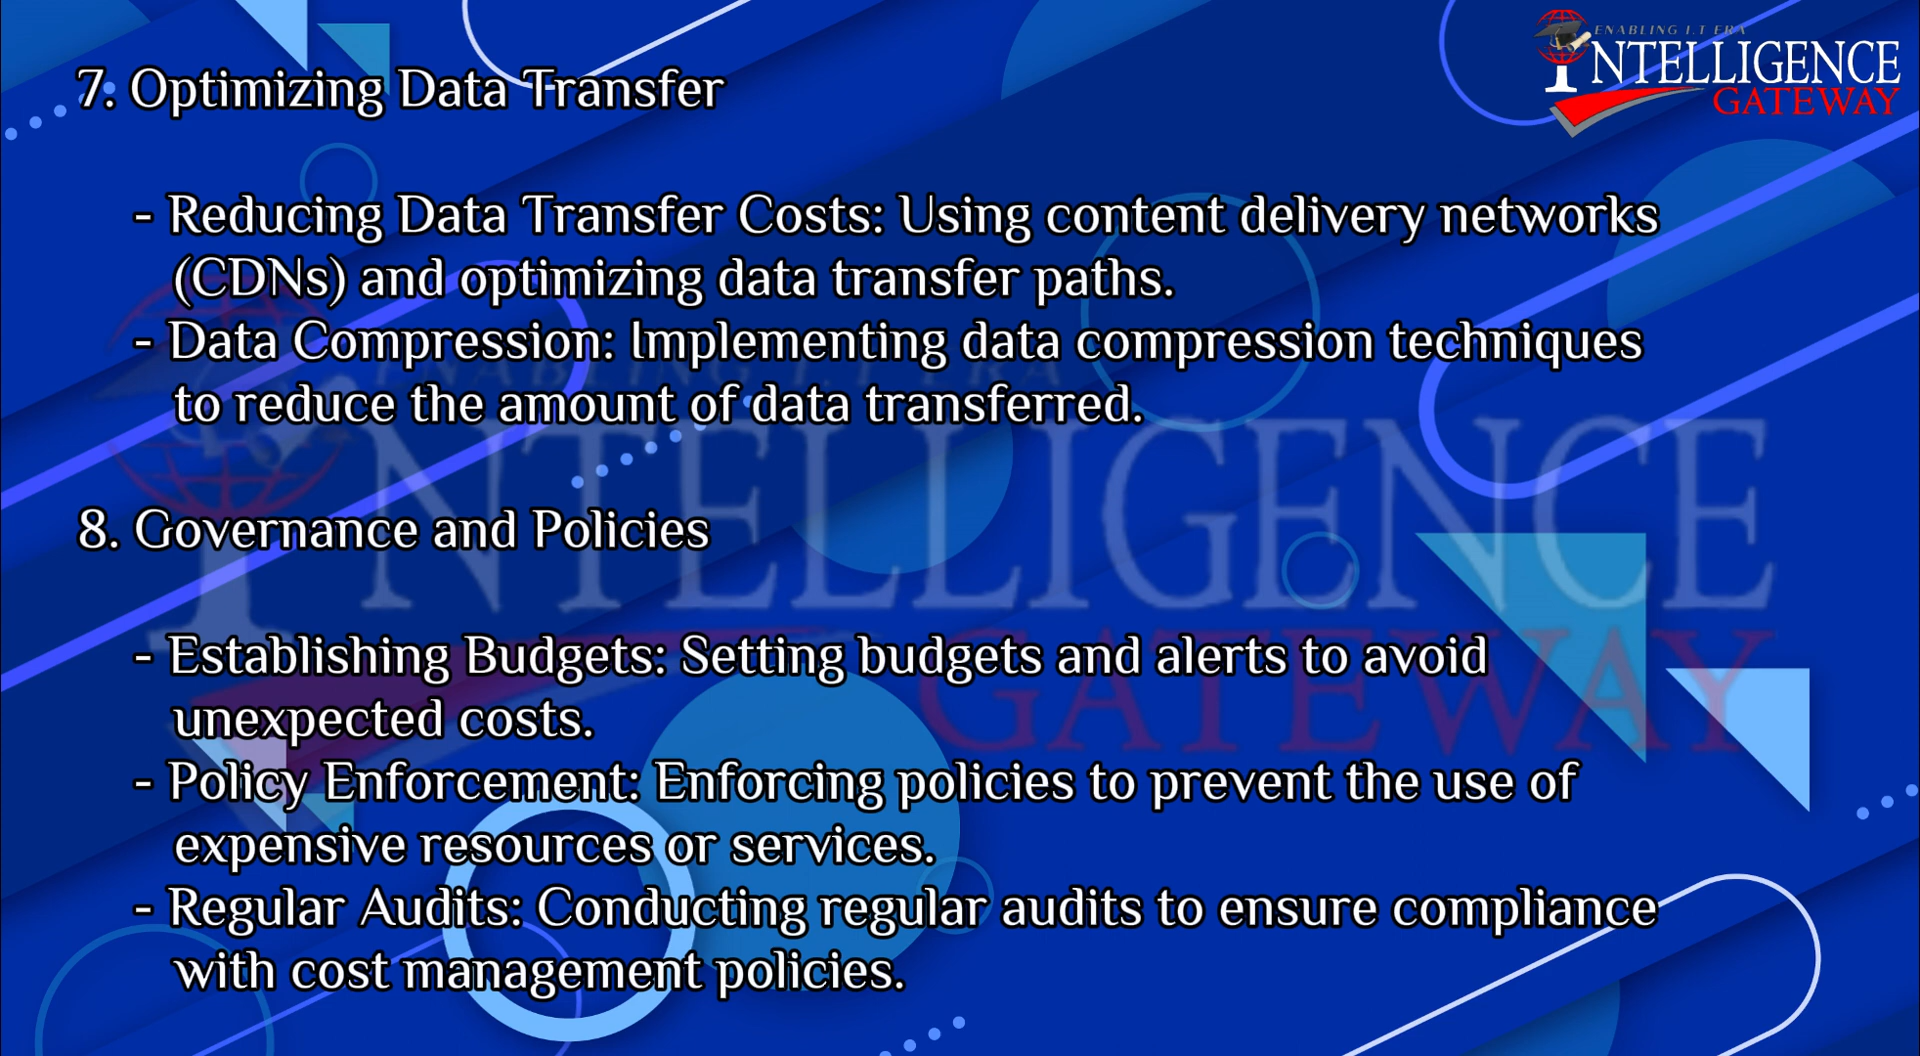 ENABLING I.T ERA
INTELLIGENCE
GATEWAY
7. Optimizing Data Transfer
- Reducing Data Transfer Costs: Using content delivery networks
(CDNs) and optimizing data transfer paths.
- Data Compression: Implementing data compression techniques
to reduce the amount of data transferred.
ENABLING I.T ERA
INTELLIGENCE
GATEWAY
8. Governance and Policies
- Establishing Budgets: Setting budgets and alerts to avoid
unexpected costs.
- Policy Enforcement: Enforcing policies to prevent the use of
expensive resources or services.
- Regular Audits: Conducting regular audits to ensure compliance
with cost management policies.